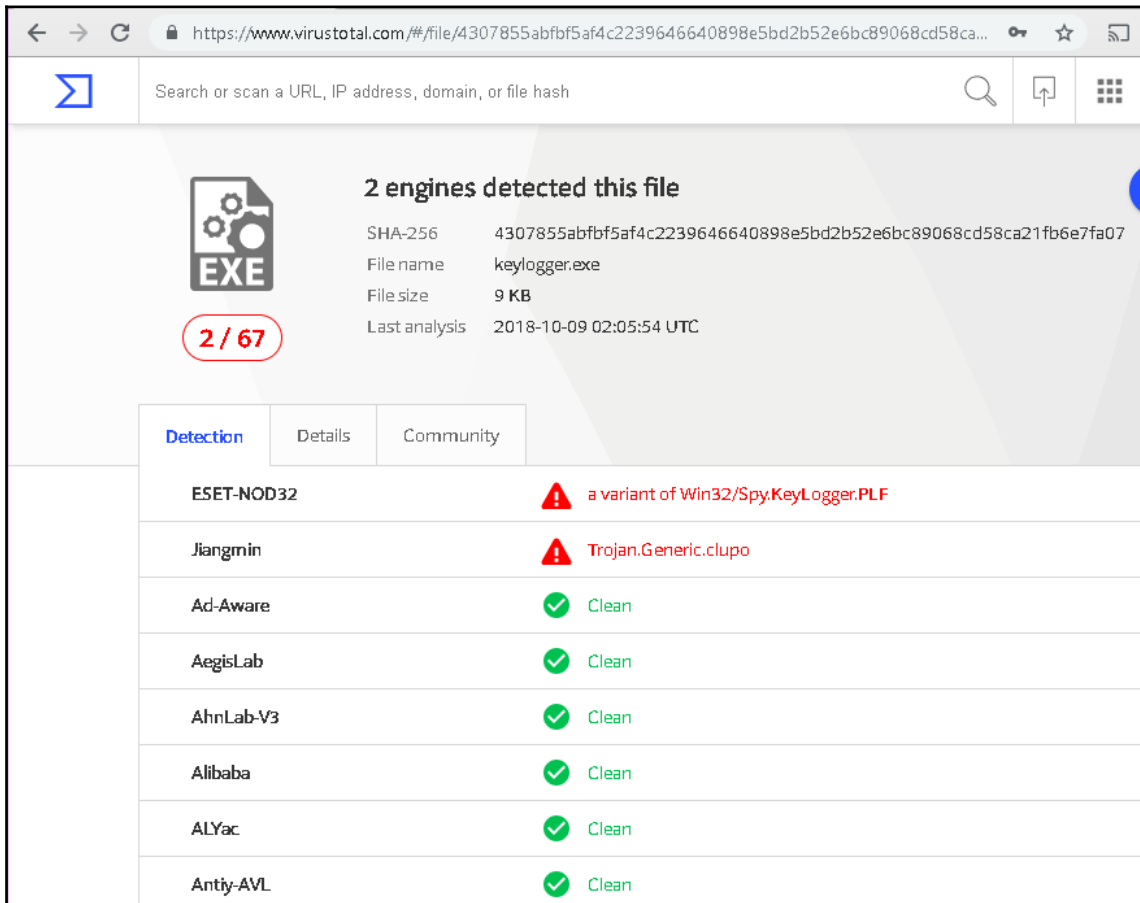 https://www.virustotal.com/#/file/4307855abfbf5af4c2239646640898e5bd2b52e6bc89068cd58ca...
Search or scan a URL, IP address, domain, or file hash
2 engines detected this file
SHA-256 4307855abfbf5af4c2239646640898e5bd2b52e6bc89068cd58ca21fb6e7fa07
EXE
File name keylogger.exe
File size 9 KB
2 / 67
Last analysis 2018-10-09 02:05:54 UTC
Detection Details Community
ESET-NOD32 a variant of Win32/Spy.KeyLogger.PLF
Jiangmin Trojan.Generic.clupo
Ad-Aware Clean
AegisLab Clean
AhnLab-V3 Clean
Alibaba Clean
ALYac Clean
Antiy-AVL Clean